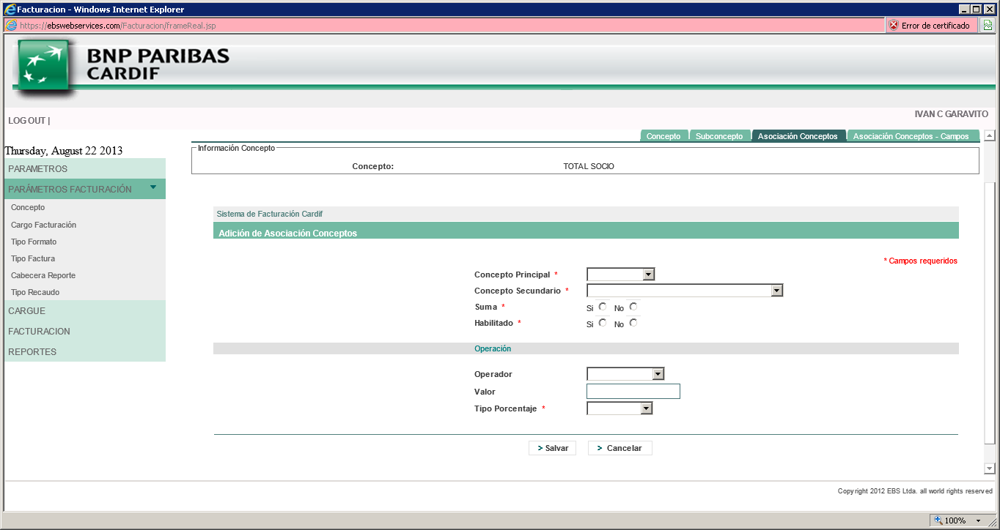 Facturacion - Windows Internet Explorer
https://ebswebservices.com/Facturacion/frameReal.jsp
Error de certificado
BNP PARIBAS
CARDIF
LOG OUT |
IVAN C GARAVITO
Concepto
Subconcepto
Asociación Conceptos
Asociación Conceptos - Campos
Thursday, August 22 2013
PARAMETROS
PARÁMETROS FACTURACIÓN
Concepto
Cargo Facturación
Tipo Formato
Tipo Factura
Cabecera Reporte
Tipo Recaudo
CARGUE
FACTURACION
REPORTES
Información Concepto
Concepto: TOTAL SOCIO
Sistema de Facturación Cardif
Adición de Asociación Conceptos
* Campos requeridos
Concepto Principal *
Concepto Secundario *
Suma * Si No
Habilitado * Si No
Operación
Operador
Valor
Tipo Porcentaje *
> Salvar
> Cancelar
Copyright 2012 EBS Ltda. all world rights reserved
100%